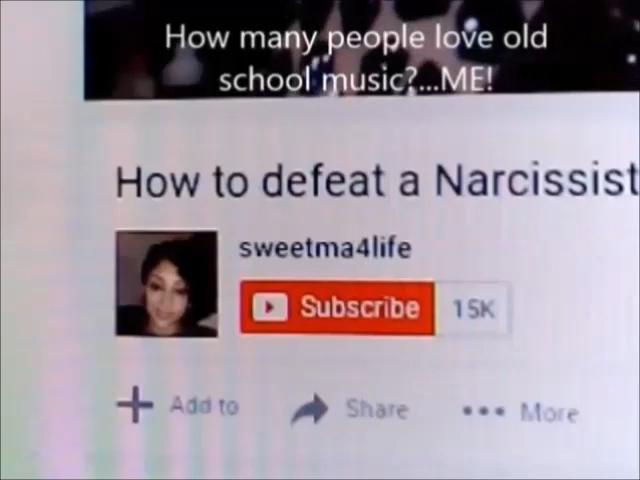 How many people love old
school music?...ME!
How to defeat a Narcissist
sweetma4life
Subscribe 15K
Add to Share More